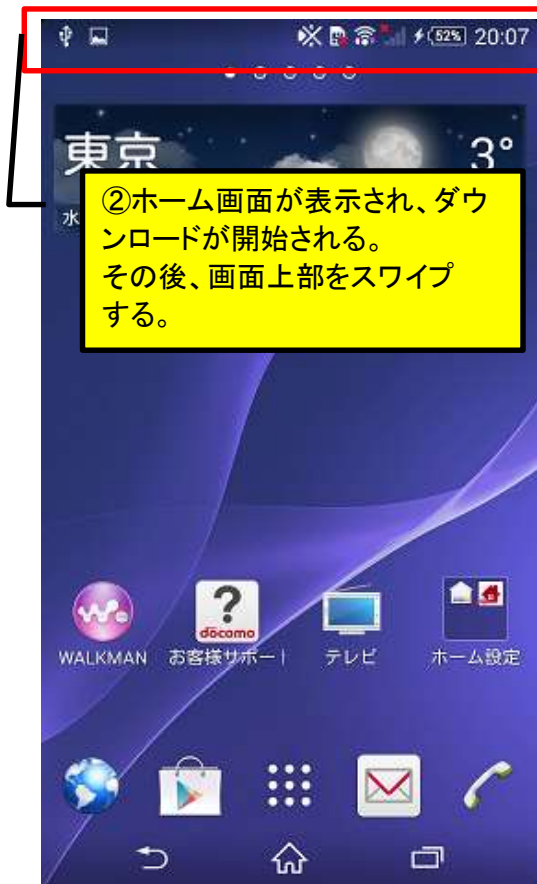 52% 20:07
東京 3°
水
②ホーム画面が表示され、ダウ
ンロードが開始される。
その後、画面上部をスワイプ
する。
?
docomo
WALKMAN お客様サポー テレビ ホーム設定